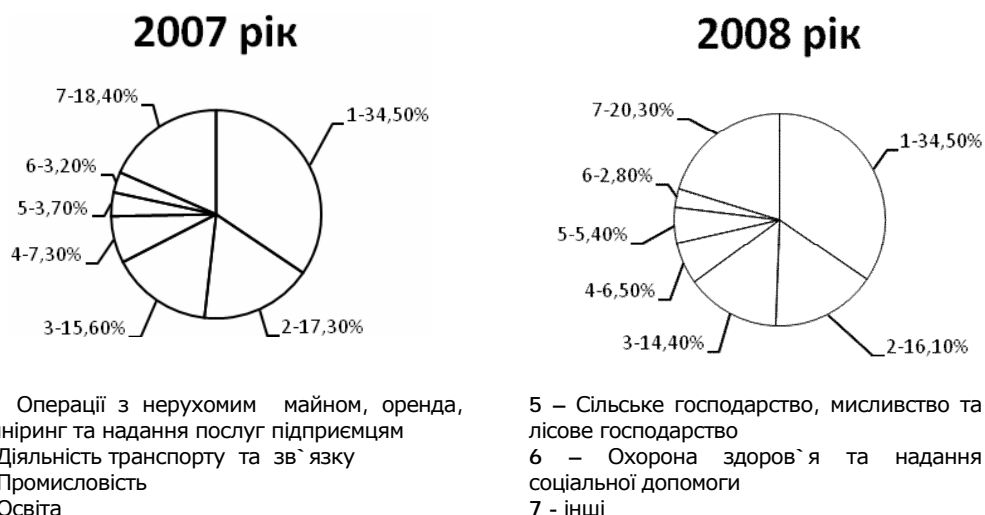 2007 рік
7-18,40%
1-34,50%
6-3,20%
5-3,70%
4-7,30%
3-15,60%
2-17,30%
2008 рік
7-20,30%
1-34,50%
6-2,80%
5-5,40%
4-6,50%
3-14,40%
2-16,10%
Операції з нерухомим майном, оренда,
ніринг та надання послуг підприємцям
Діяльність транспорту та зв`язку
Промисловість
Освіта
5 – Сільське господарство, мисливство та
лісове господарство
6 – Охорона здоров`я та надання
соціальної допомоги
7 - інші